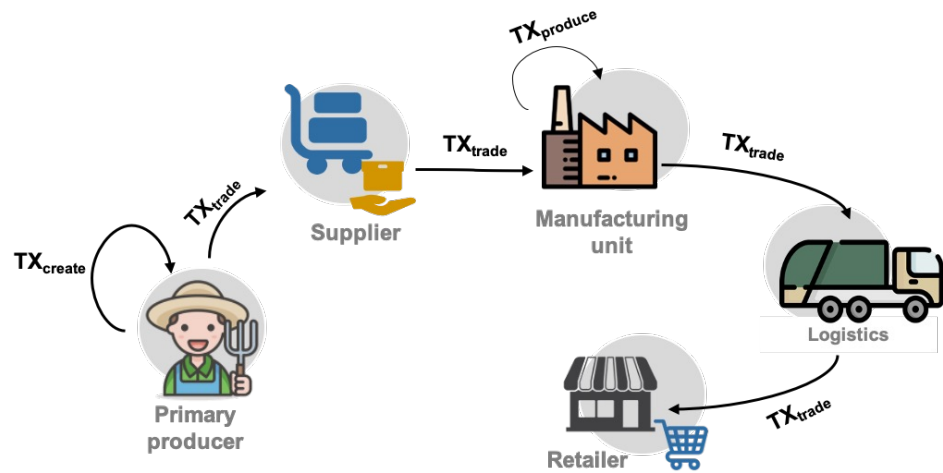 TXproduce
TXtrade
TXtrade
TXtrade
Supplier
Manufacturing
unit
TXcreate
Logistics
Primary
producer
TXtrade
Retailer